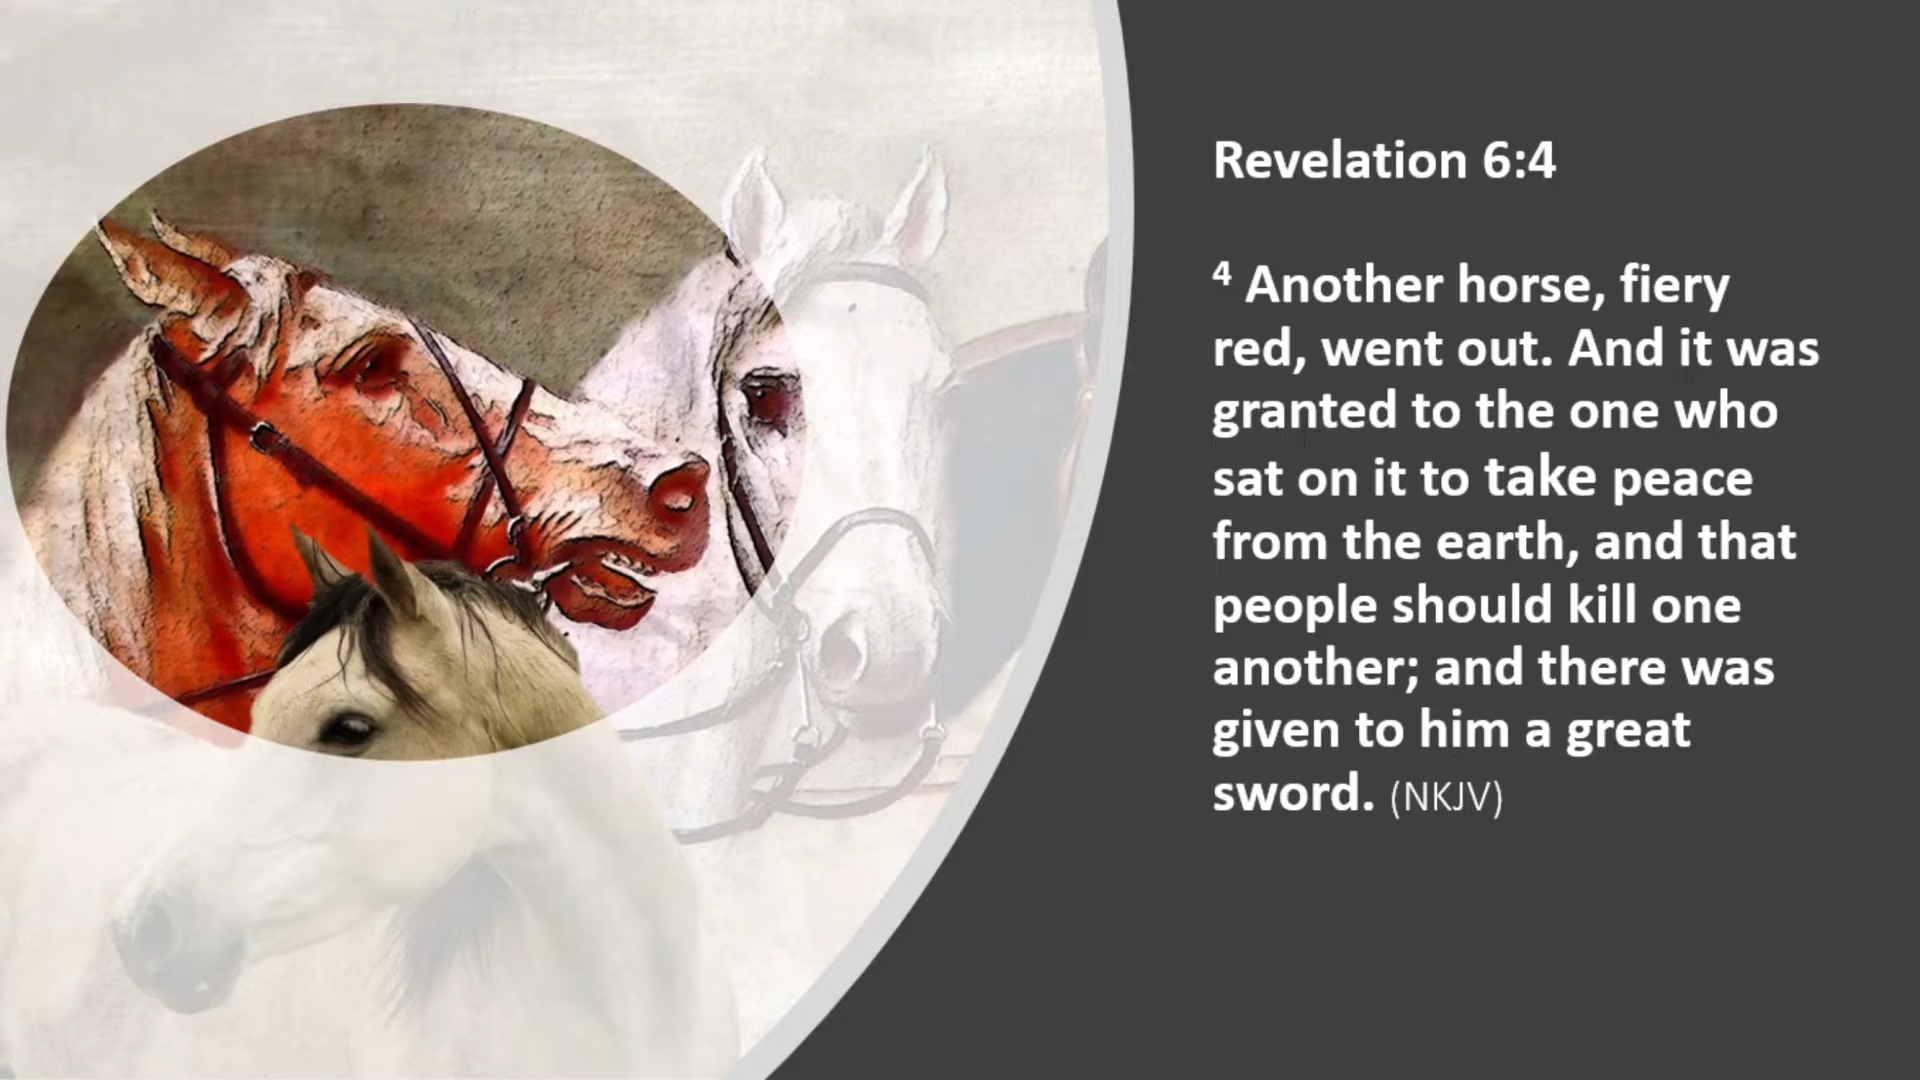 Revelation 6:4
4 Another horse, fiery
red, went out. And it was
granted to the one who
sat on it to take peace
from the earth, and that
people should kill one
another; and there was
given to him a great
sword. (NKJV)